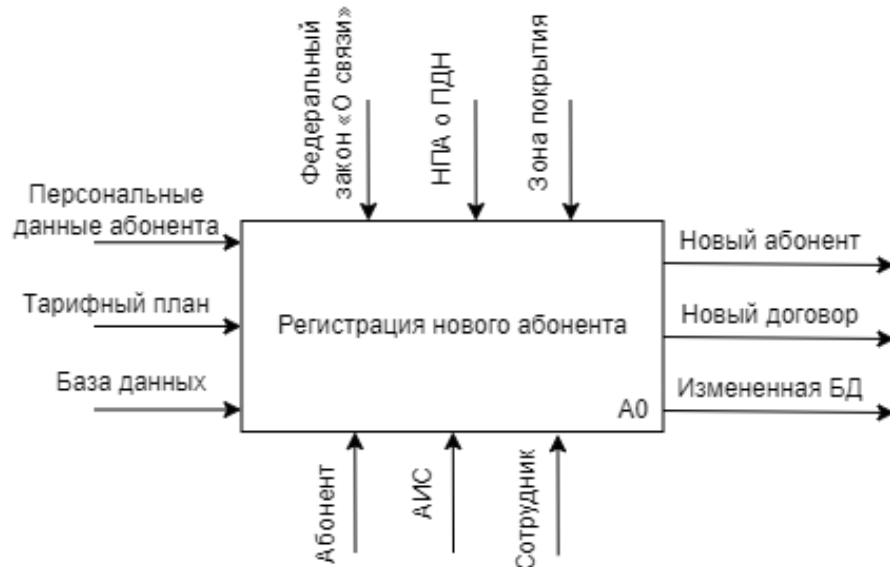 Федеральный
закон «О связи»
НПА о ПДН
Зона покрытия
Персональные
данные абонента
Тарифный план
База данных
Регистрация нового абонента
A0
Новый абонент
Новый договор
Измененная БД
Абонент
АИС
Сотрудник